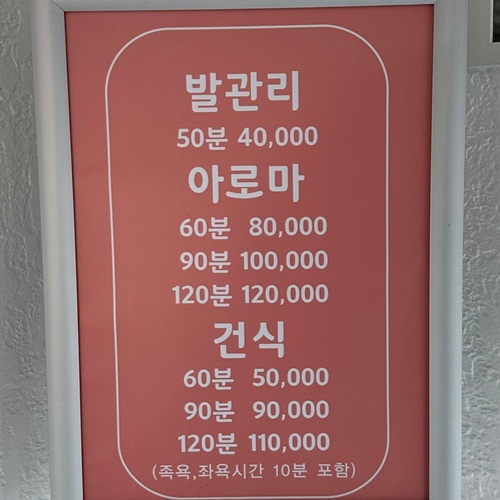 발관리
50분 40,000
아로마
60분 80,000
90분 100,000
120분 120,000
건식
60분 50,000
90분 90,000
120분 110,000
(족욕,좌욕시간 10분 포함)